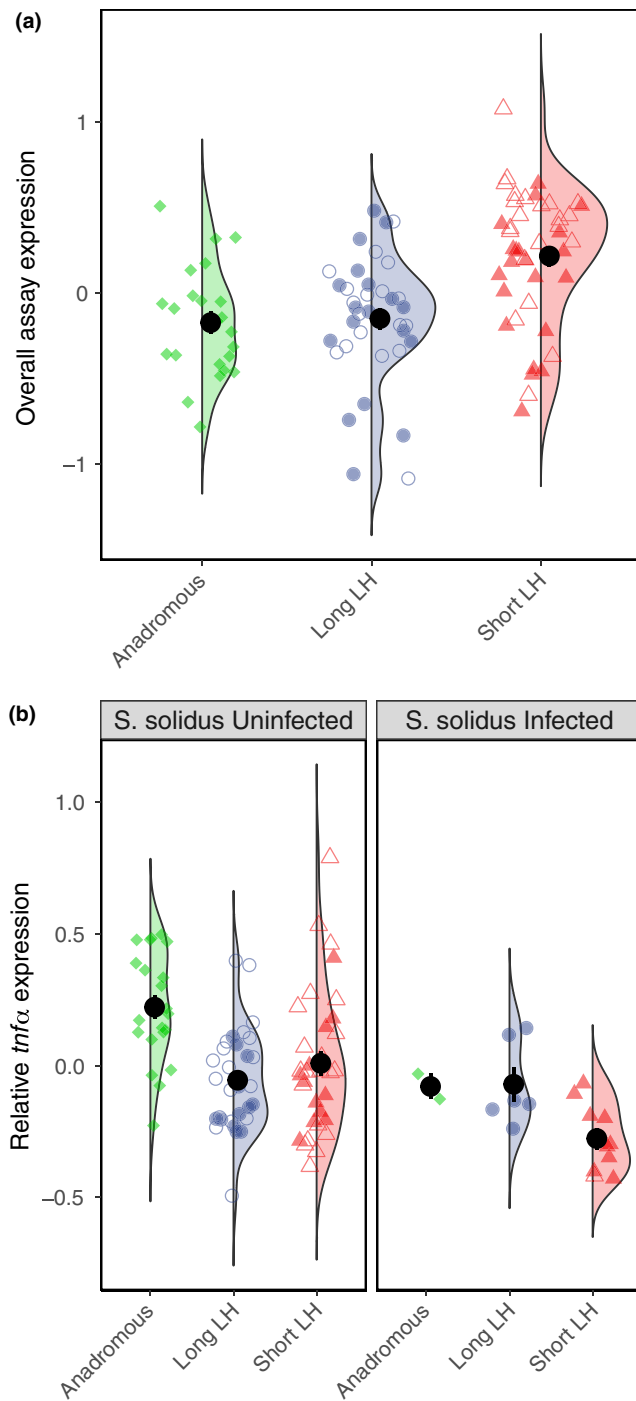 (a)
Overall assay expression
1
0
−1
Anadromous
Long LH
Short LH
(b)
S. solidus Uninfected
S. solidus Infected
Relative tnfα expression
1.0
0.5
0.0
−0.5
Anadromous
Long LH
Short LH
Anadromous
Long LH
Short LH